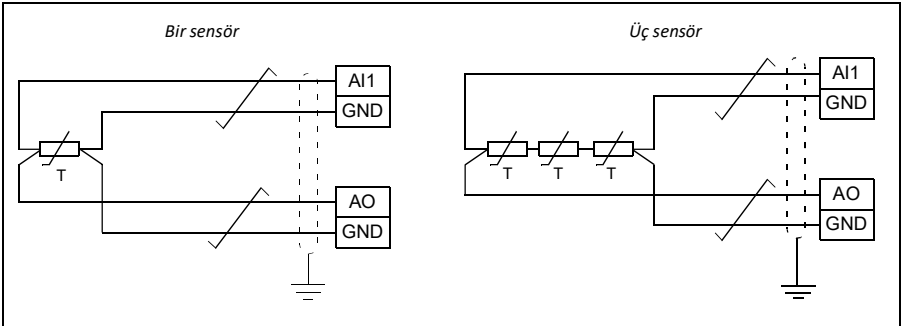 Bir sensör
AI1
GND
T
AO
GND
Üç sensör
AI1
GND
T T T
AO
GND